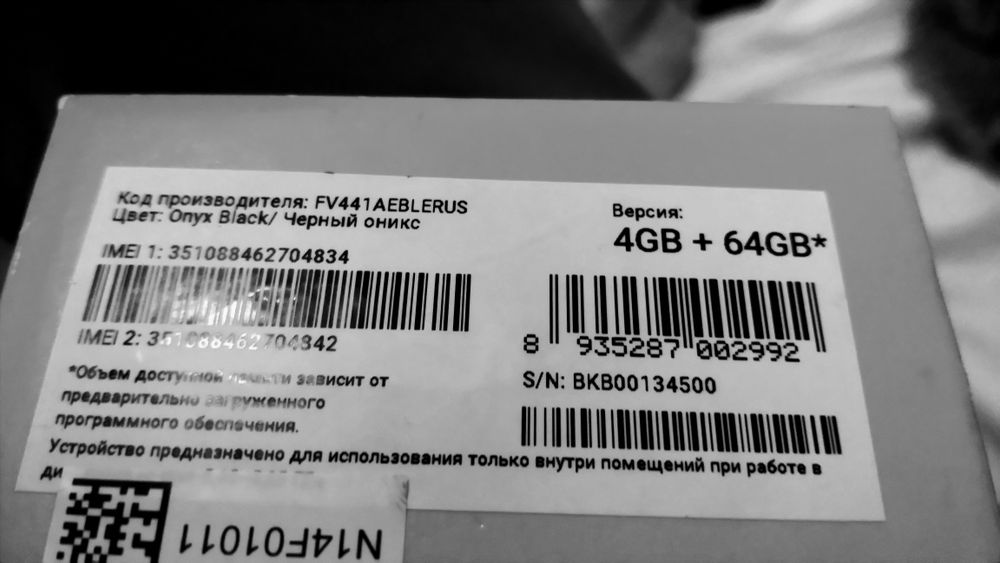 Код производителя: FV441AEBLERUS
Цвет: Onyx Black/ Черный оникс
IMEI 1: 351088462704834
IMEI 2: 351088462704842
*Объем доступной памяти зависит от
предварительно загруженного
программного обеспечения.
Версия:
4GB + 64GB*
8 935287 002992
S/N: BKB00134500
Устройство предназначено для использования только внутри помещений при работе в
N14F01011